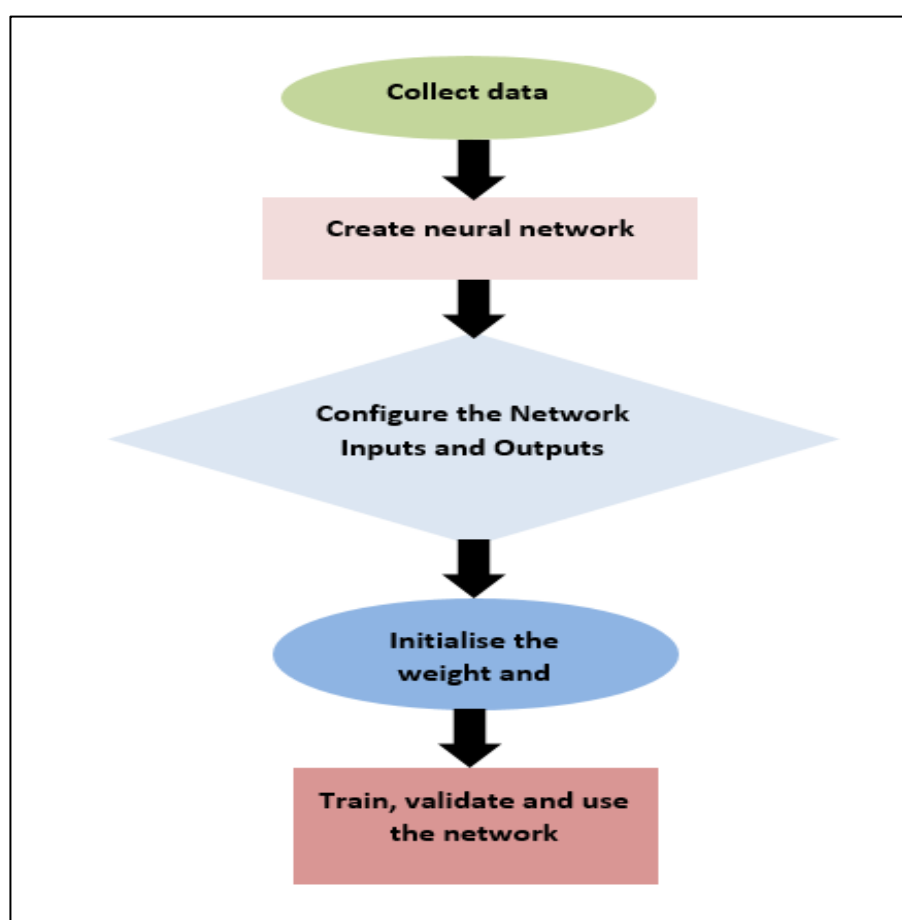 Collect data
Create neural network
Configure the Network
Inputs and Outputs
Initialise the
weight and
Train, validate and use
the network